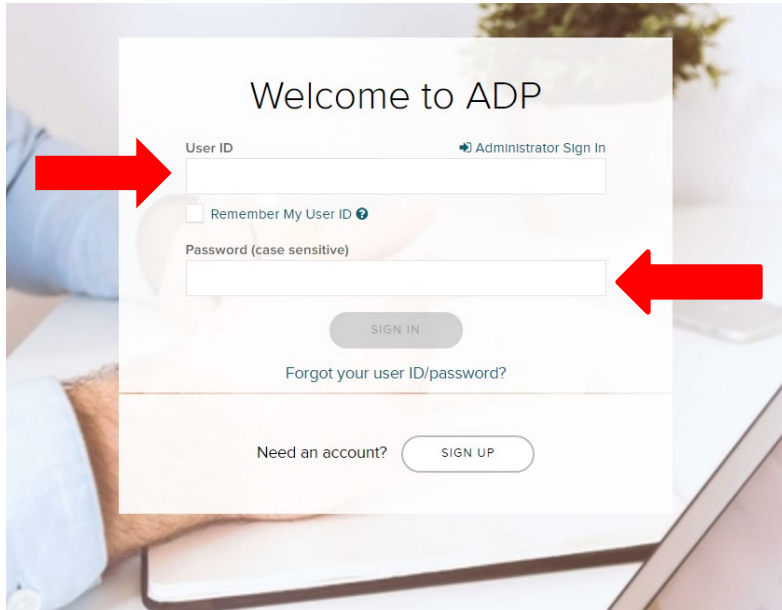 Welcome to ADP
User ID
Administrator Sign In
Remember My User ID
Password (case sensitive)
SIGN IN
Forgot your user ID/password?
Need an account?
SIGN UP